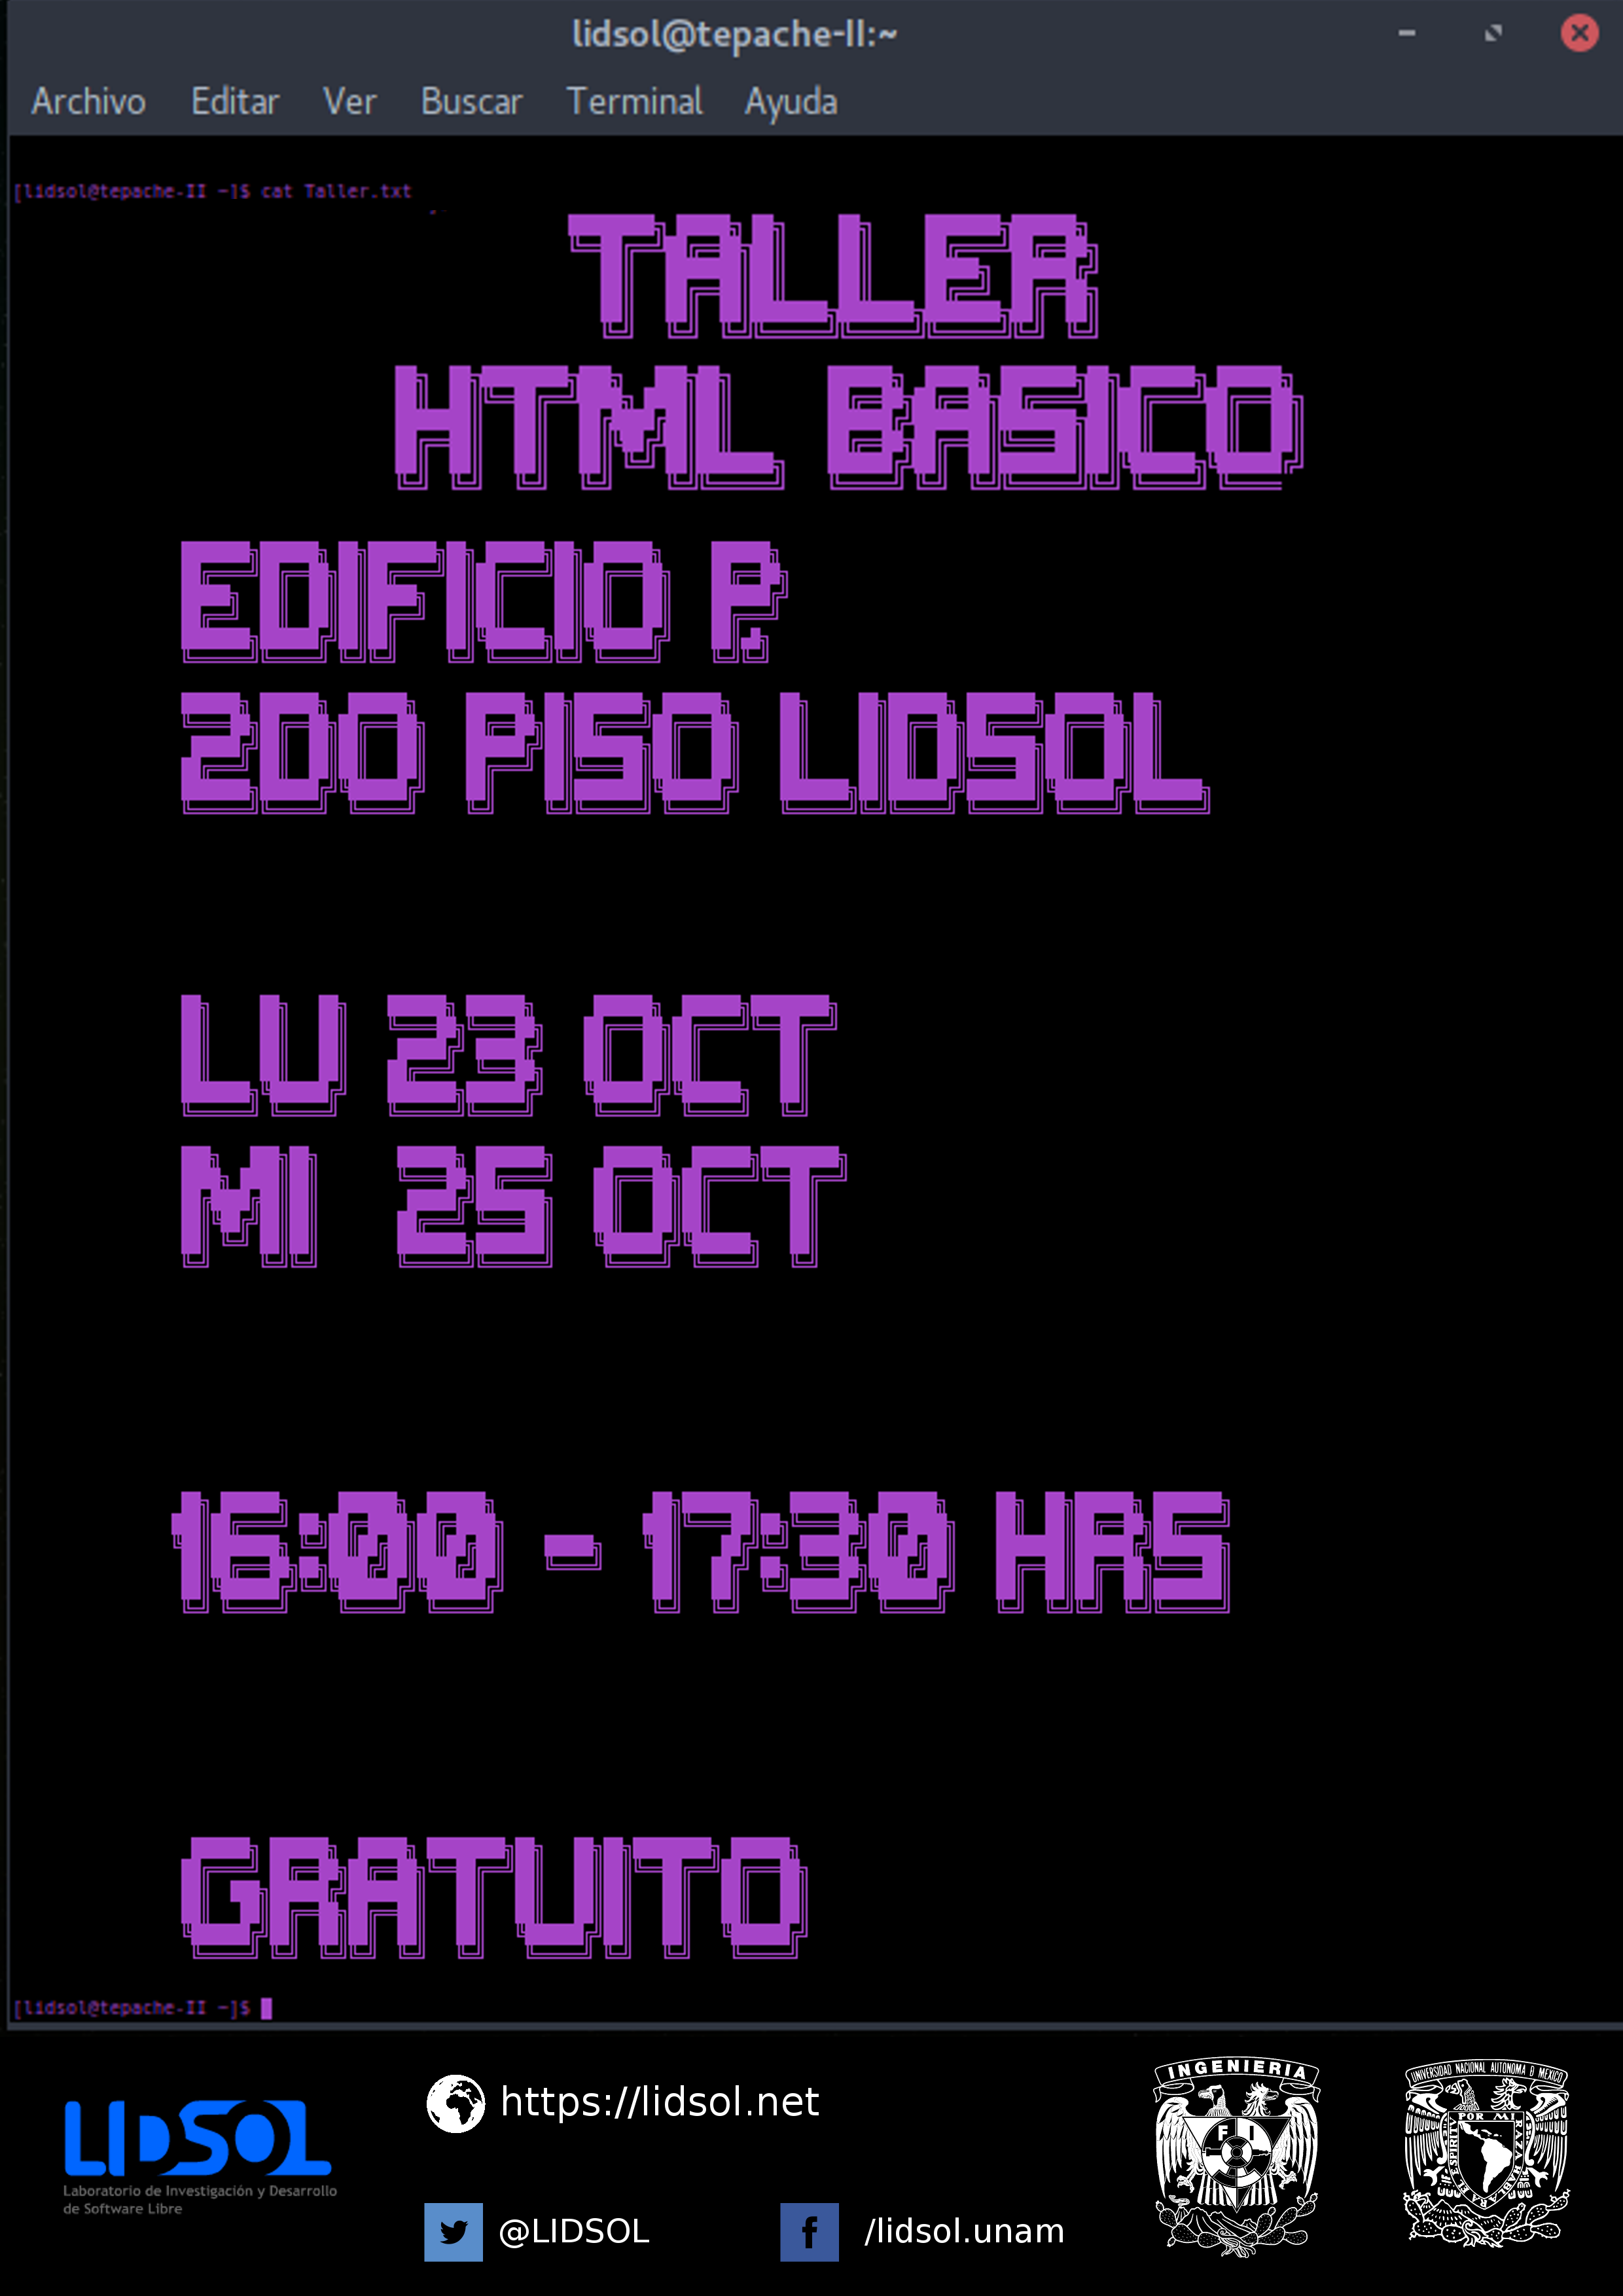 lidsol@tepache-II:~
Archivo Editar Ver Buscar Terminal Ayuda
[lidsol@tepache-II ~]$ cat Taller.txt
TALLER
HTML BASICO
EDIFICIO P.
2DO PISO LIDSOL
LU 23 OCT
MI 25 OCT
16:00 - 17:30 HRS
GRATUITO
[lidsol@tepache-II ~]$
LIDSOL
Laboratorio de Investigación y Desarrollo
de Software Libre
https://lidsol.net
@LIDSOL
/lidsol.unam
INGENIERIA
F I
UNIVERSIDAD NACIONAL AUTONOMA D MEXICO
POR MI RAZA HABLARA EL ESPIRITU